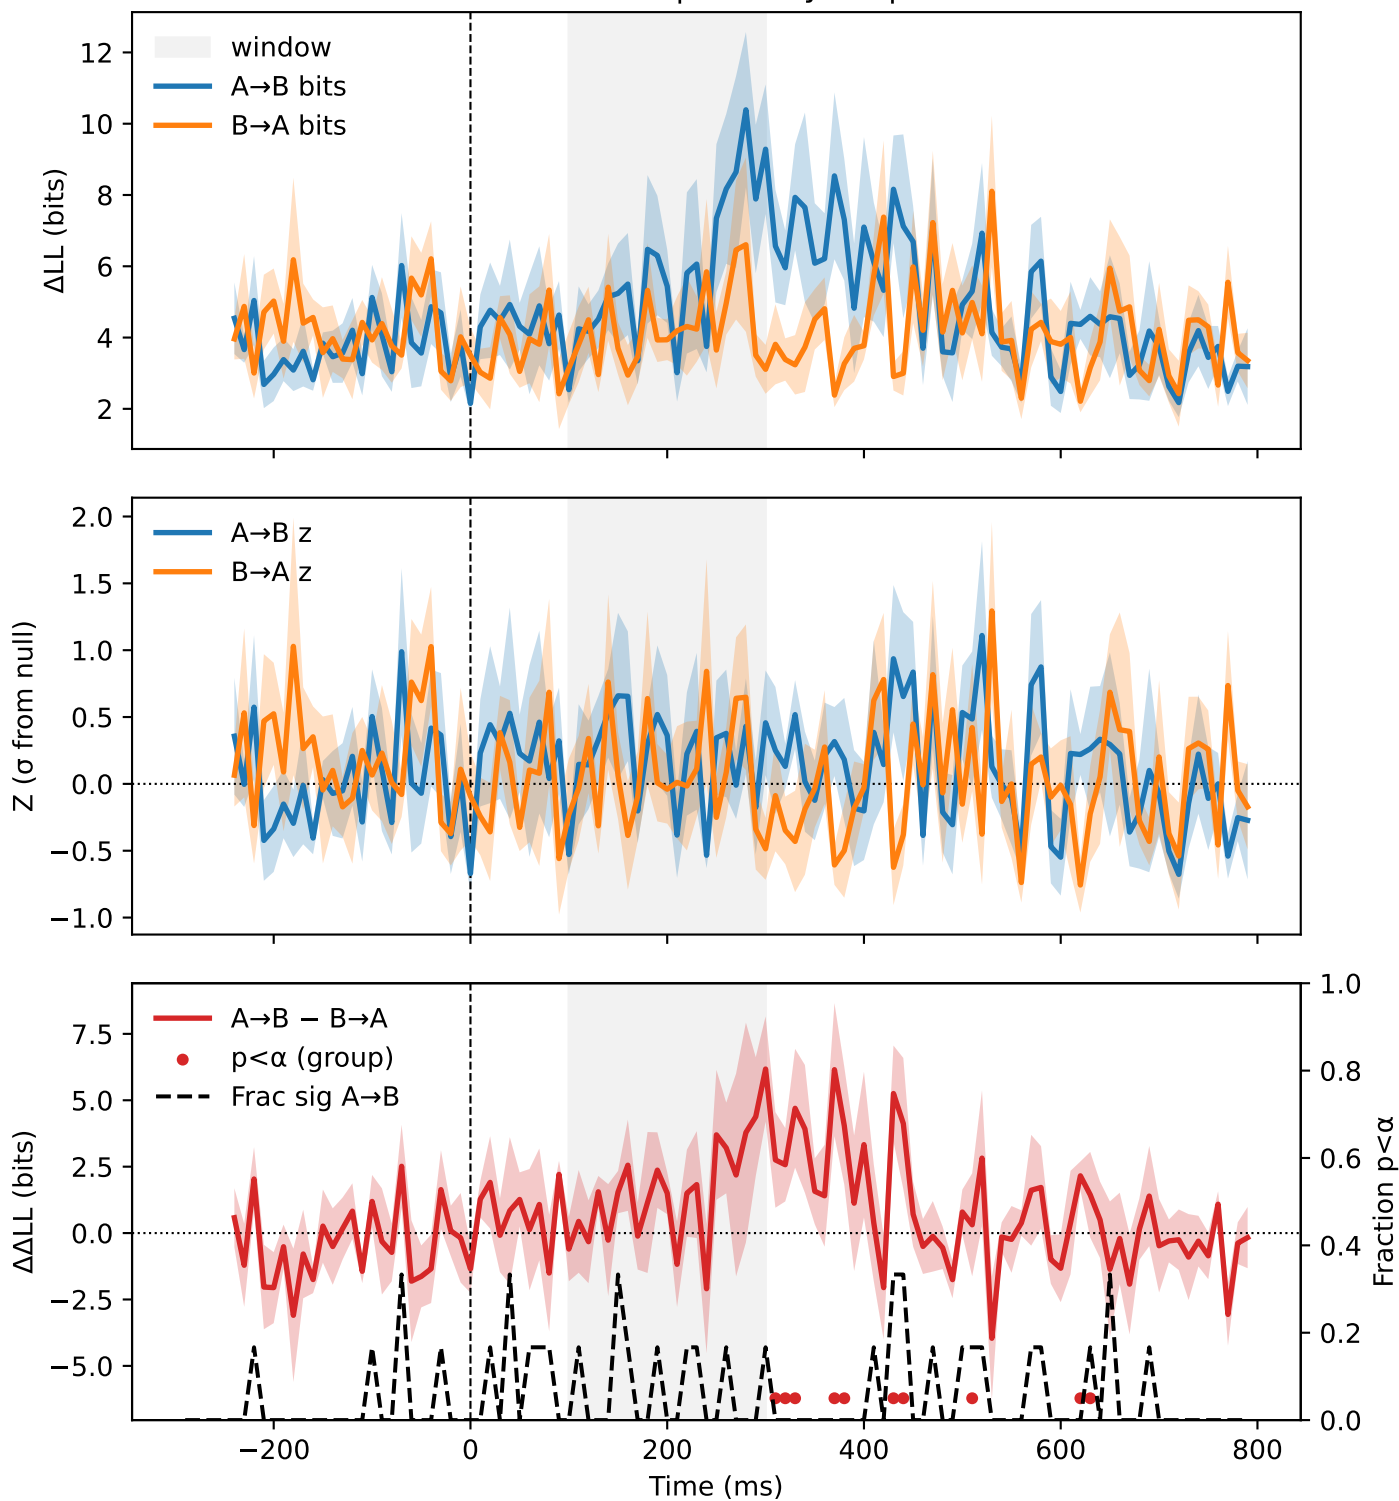 12
10
8
6
4
2
ΔLL (bits)
window
A→B bits
B→A bits
2.0
1.5
1.0
0.5
0.0
−0.5
−1.0
Z (σ from null)
A→B z
B→A z
7.5
5.0
2.5
0.0
−2.5
−5.0
ΔΔLL (bits)
A→B − B→A
p<α (group)
Frac sig A→B
1.0
0.8
0.6
0.4
0.2
0.0
Fraction p<α
−200
0
200
400
600
800
Time (ms)